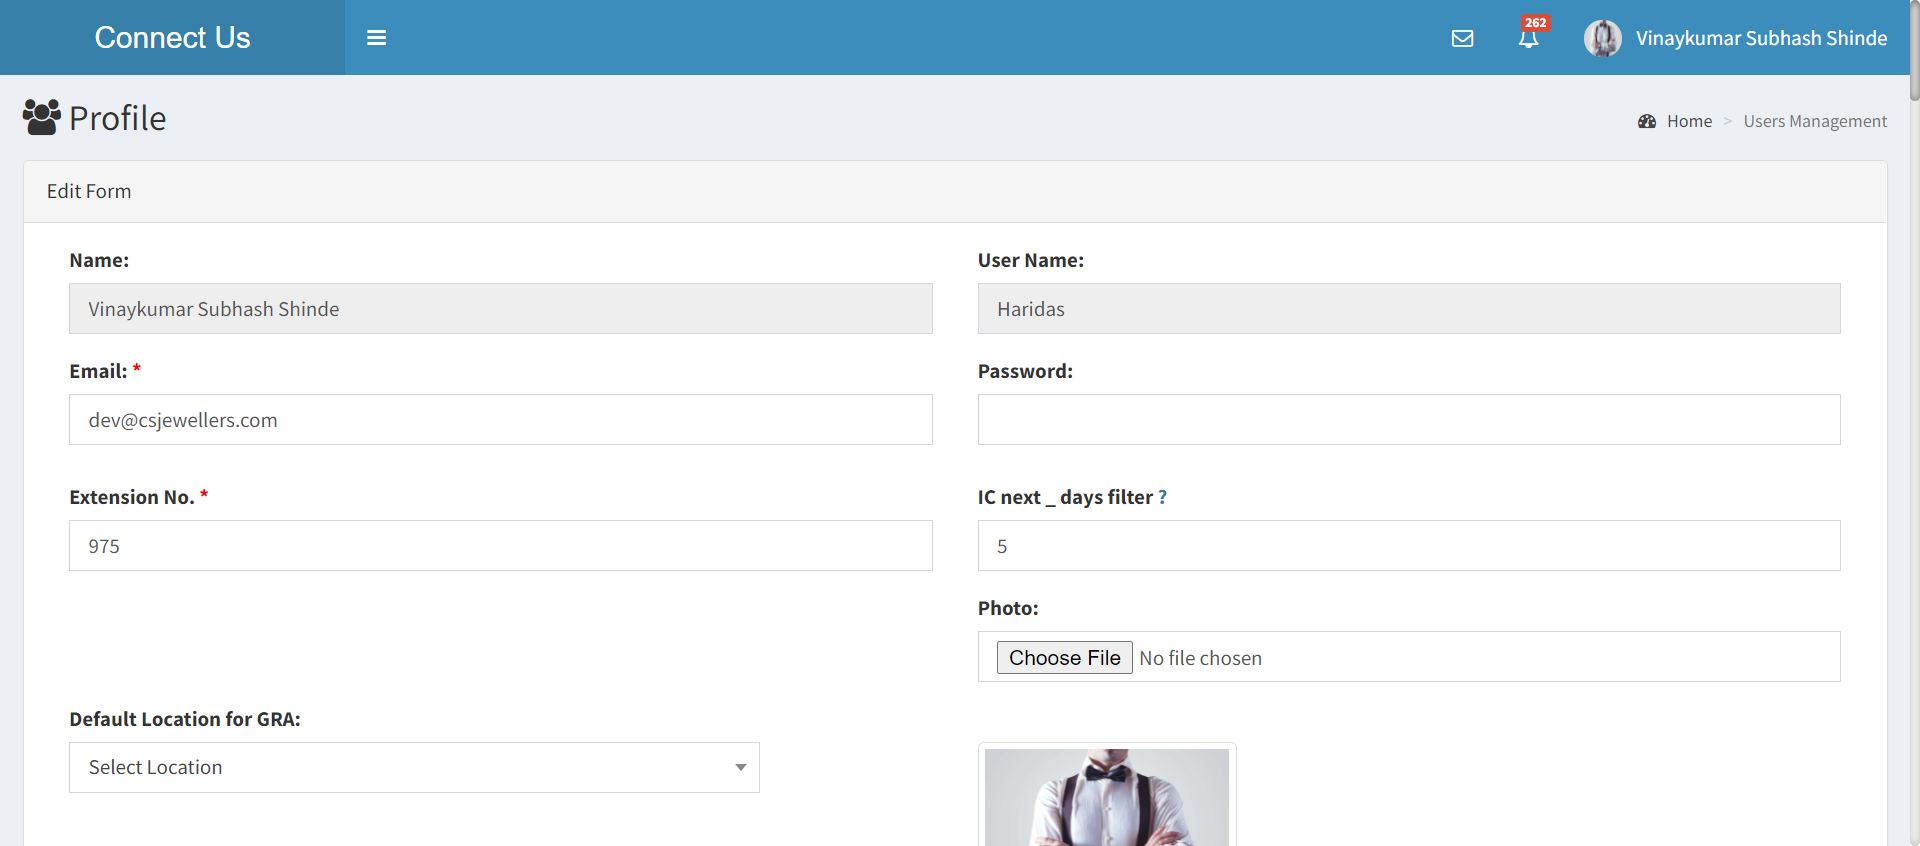 Connect Us
262
Vinaykumar Subhash Shinde
Profile
Home > Users Management
Edit Form
Name:
Vinaykumar Subhash Shinde
User Name:
Haridas
Email: *
dev@csjewellers.com
Password:
Extension No. *
975
IC next _ days filter ?
5
Photo:
Choose File No file chosen
Default Location for GRA:
Select Location